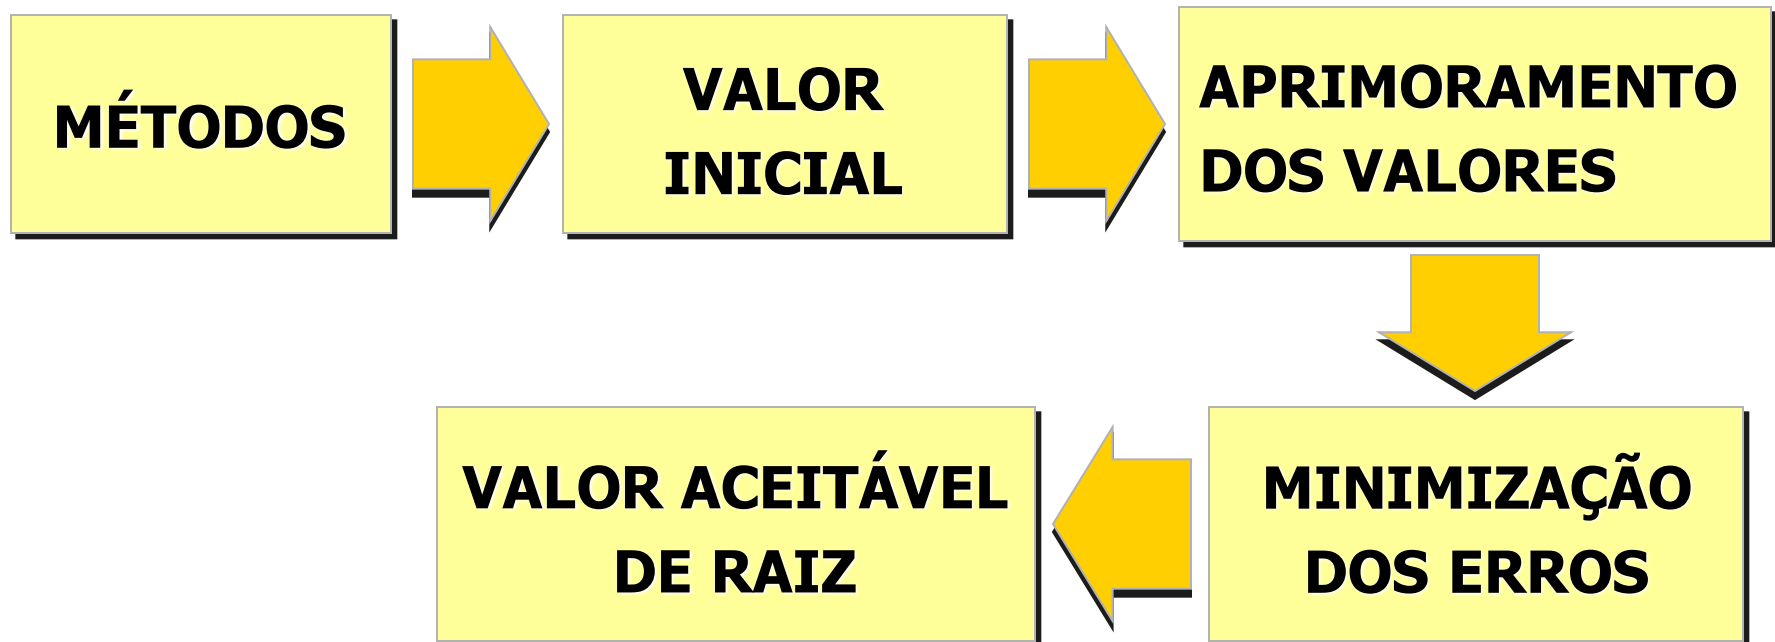 MÉTODOS
VALOR
INICIAL
APRIMORAMENTO
DOS VALORES
MINIMIZAÇÃO
DOS ERROS
VALOR ACEITÁVEL
DE RAIZ